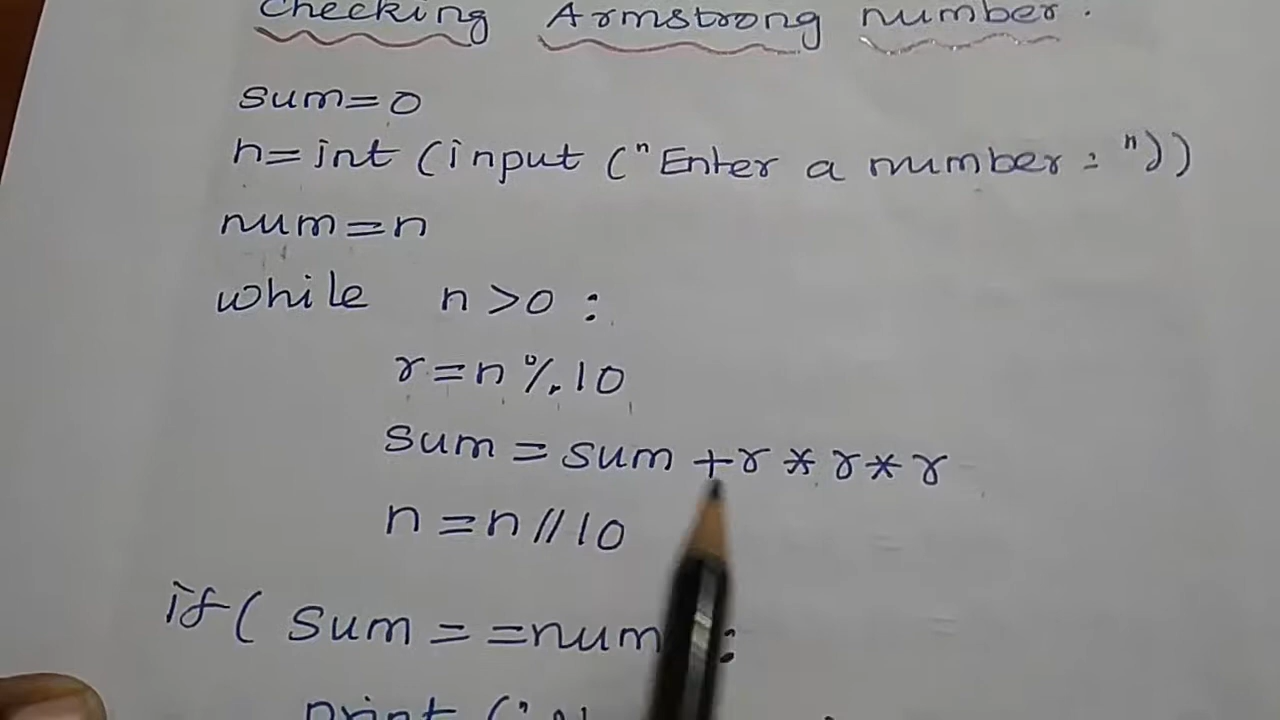 Checking Armstrong number.
sum=0
n=int (input ("Enter a number: "))
num=n
while n>0 :
r=n%10
sum = sum +r*r*r
n=n//10
if( sum ==num :
print ("